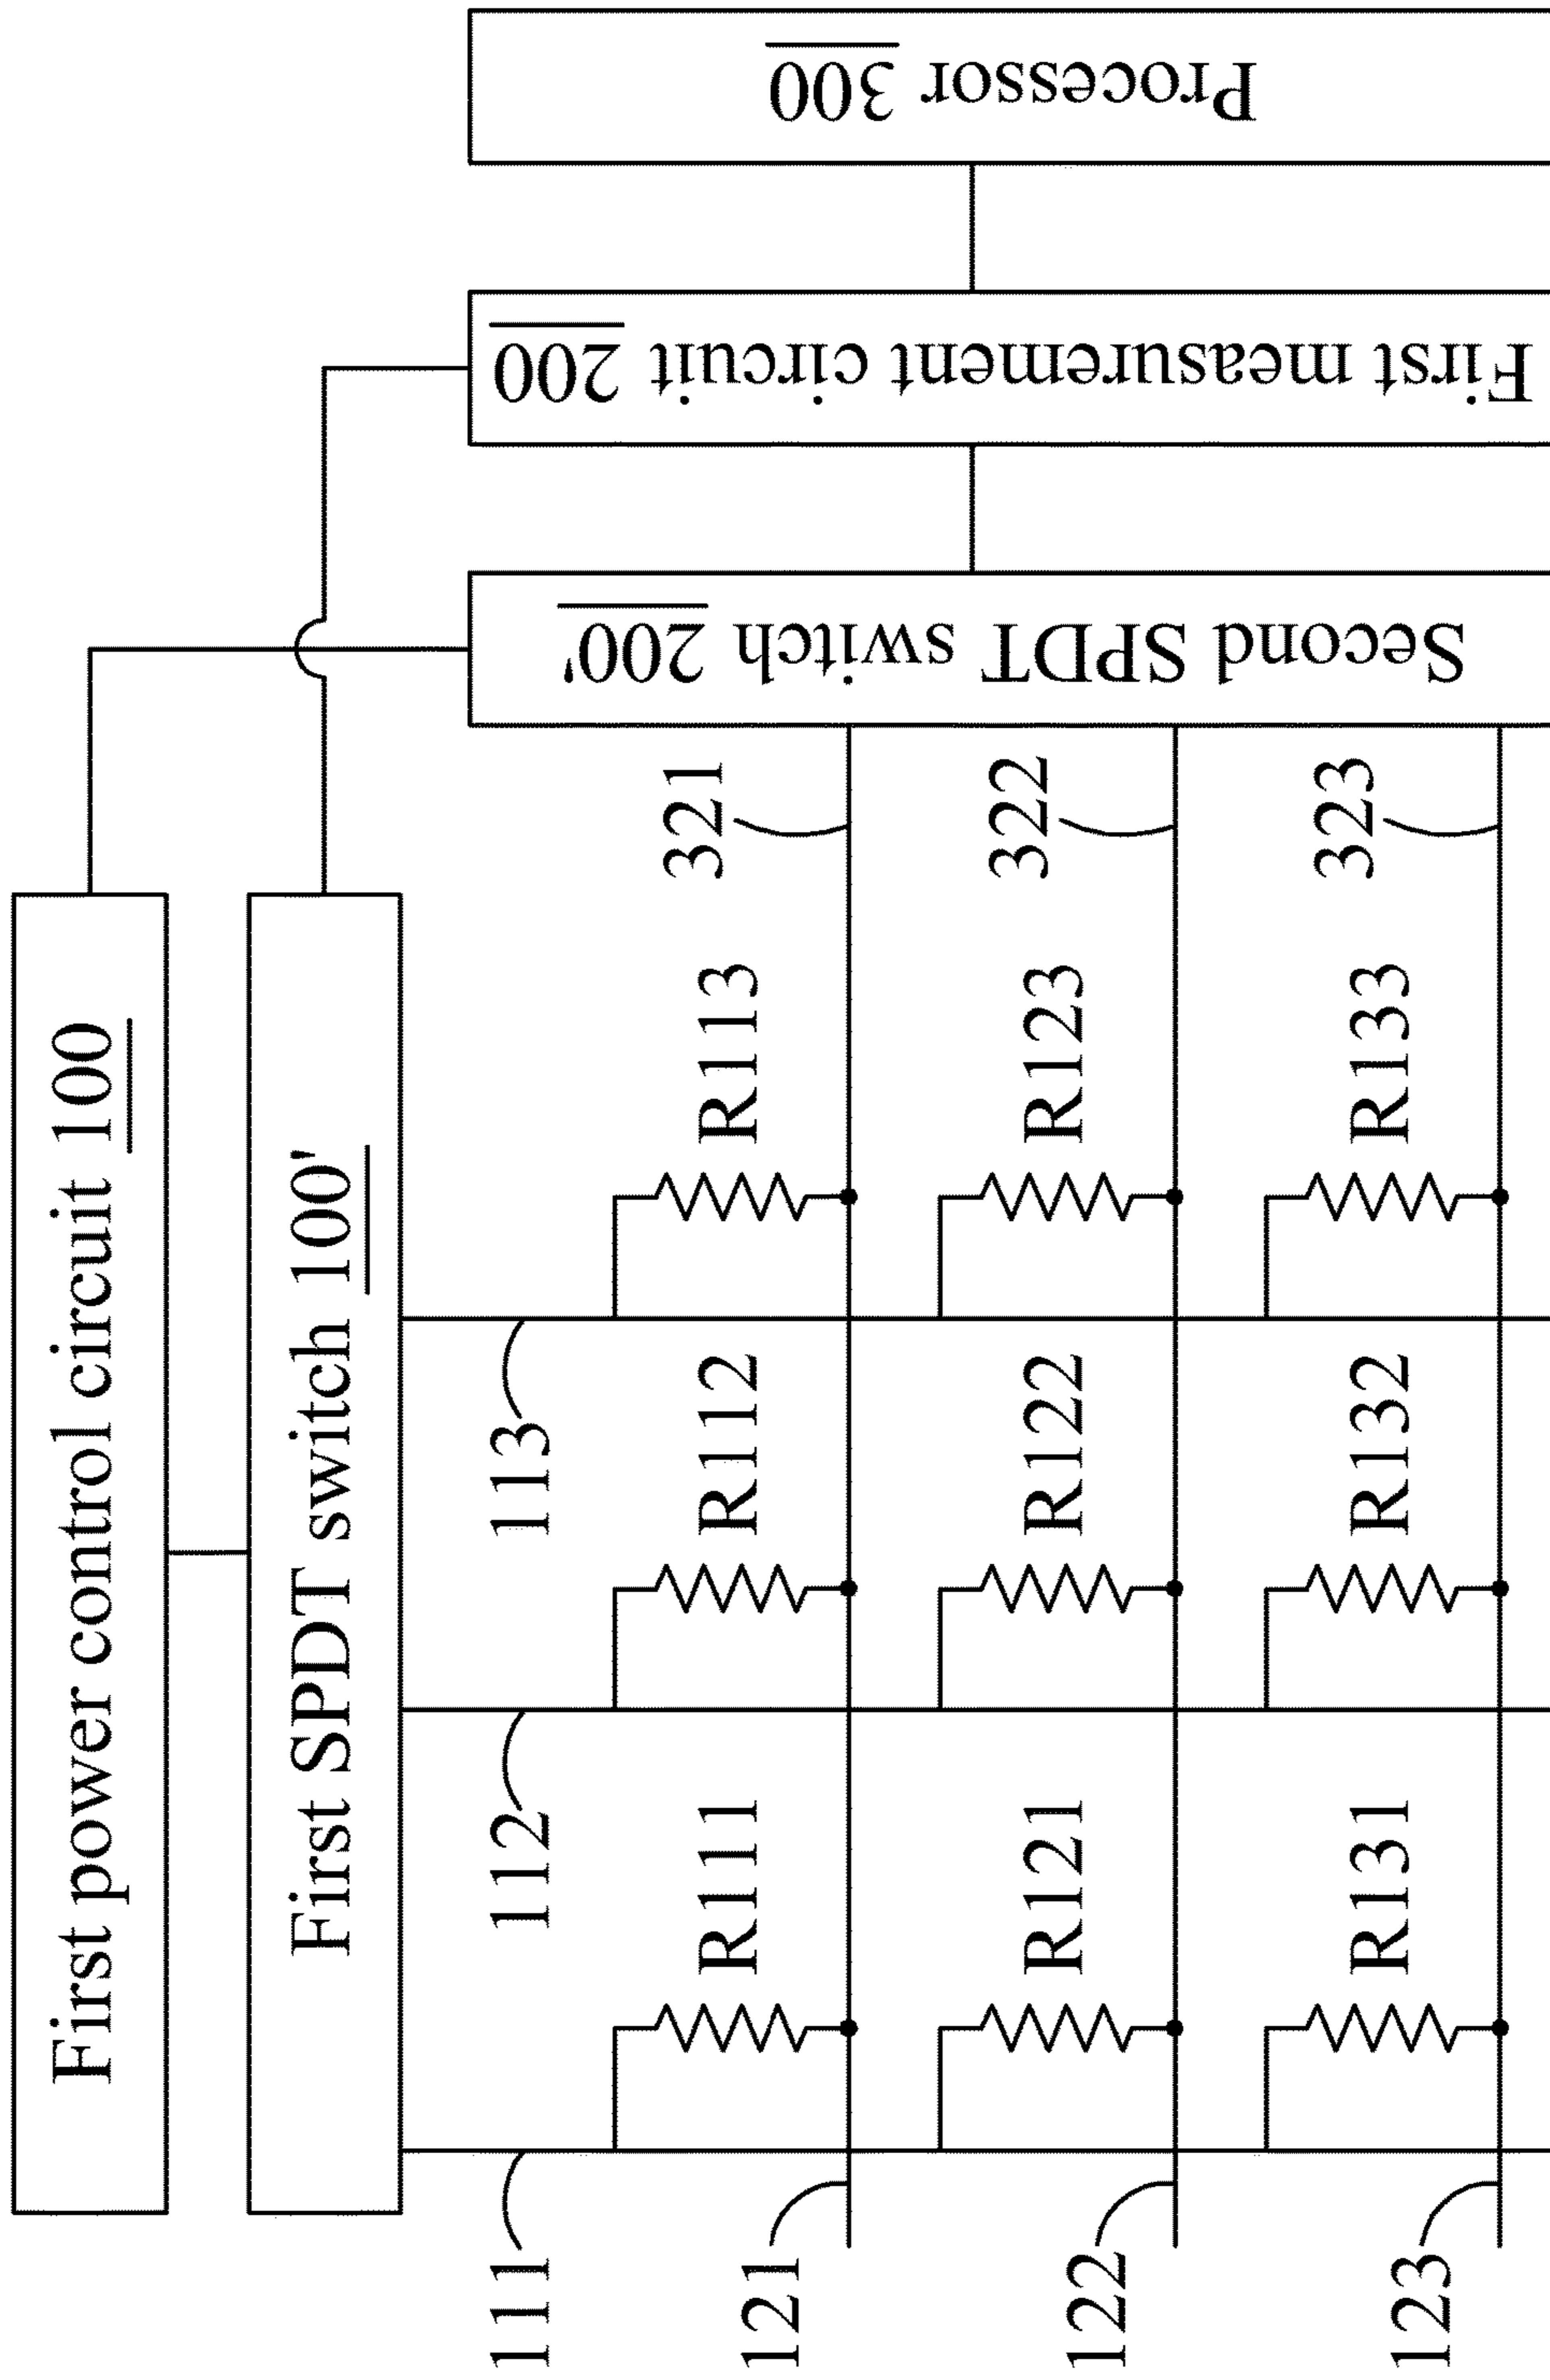 First power control circuit 100
First SPDT switch 100'
Second SPDT switch 200'
First measurement circuit 200
Processor 300
111
112
113
R111
R112
R113
321
121
R121
R122
R123
322
122
R131
R132
R133
323
123